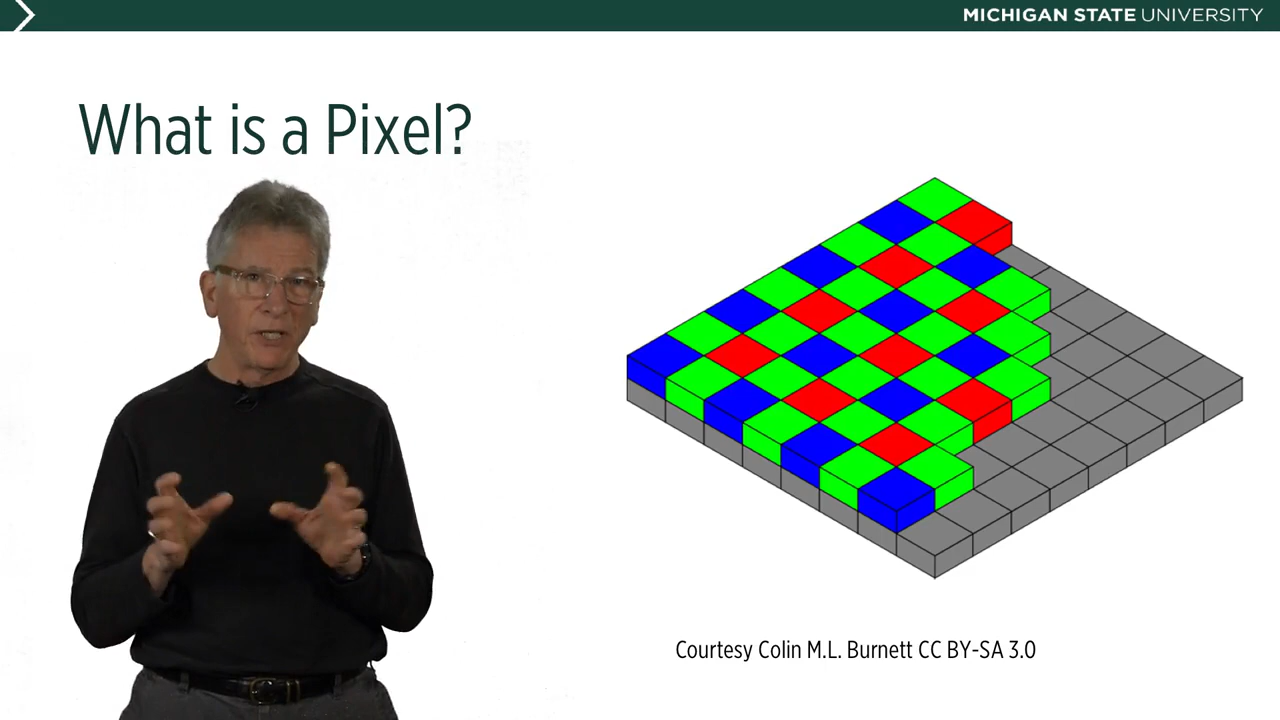 MICHIGAN STATE UNIVERSITY
What is a Pixel?
Courtesy Colin M.L. Burnett CC BY-SA 3.0